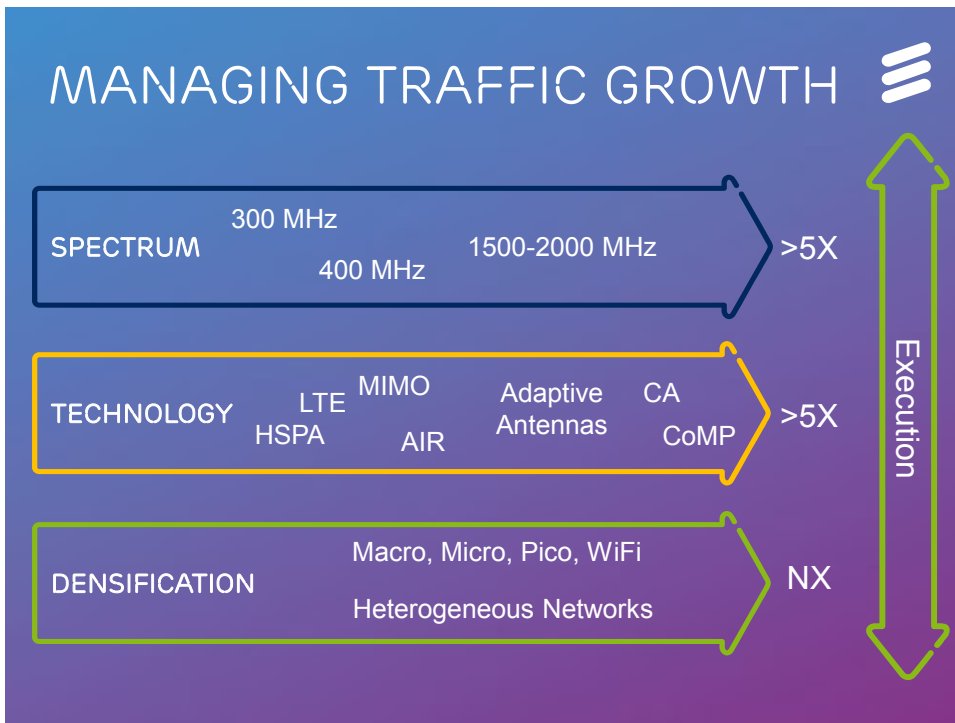 MANAGING TRAFFIC GROWTH
SPECTRUM
300 MHz
400 MHz
1500-2000 MHz
>5X
TECHNOLOGY
HSPA
LTE
MIMO
AIR
Adaptive
Antennas
CA
CoMP
>5X
DENSIFICATION
Macro, Micro, Pico, WiFi
Heterogeneous Networks
NX
Execution